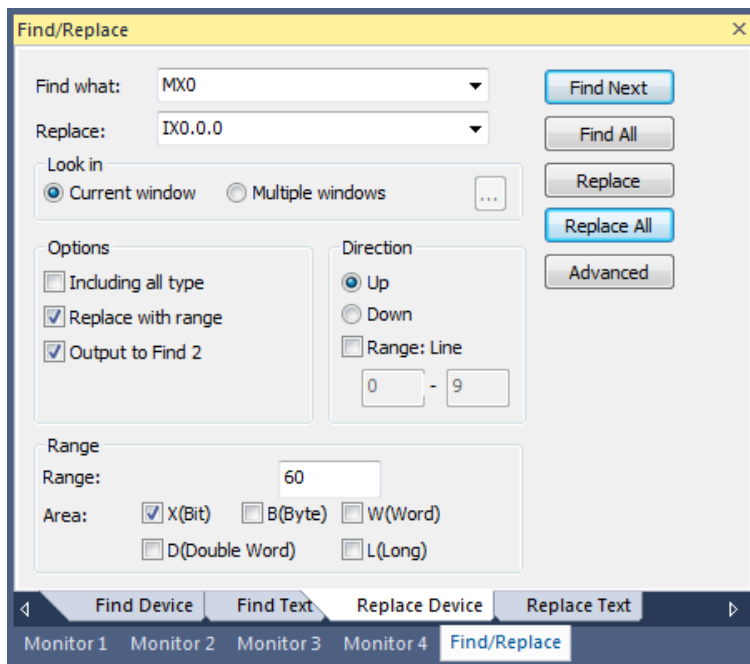 Find/Replace
Find what: MX0 Find Next
Replace: IX0.0.0 Find All
Look in Replace
Current window Multiple windows ...
Replace All
Options Direction
Including all type Up Advanced
Replace with range Down
Output to Find 2 Range: Line
0 - 9
Range
Range: 60
Area: X(Bit) B(Byte) W(Word)
D(Double Word) L(Long)
Find Device Find Text Replace Device Replace Text
Monitor 1 Monitor 2 Monitor 3 Monitor 4 Find/Replace